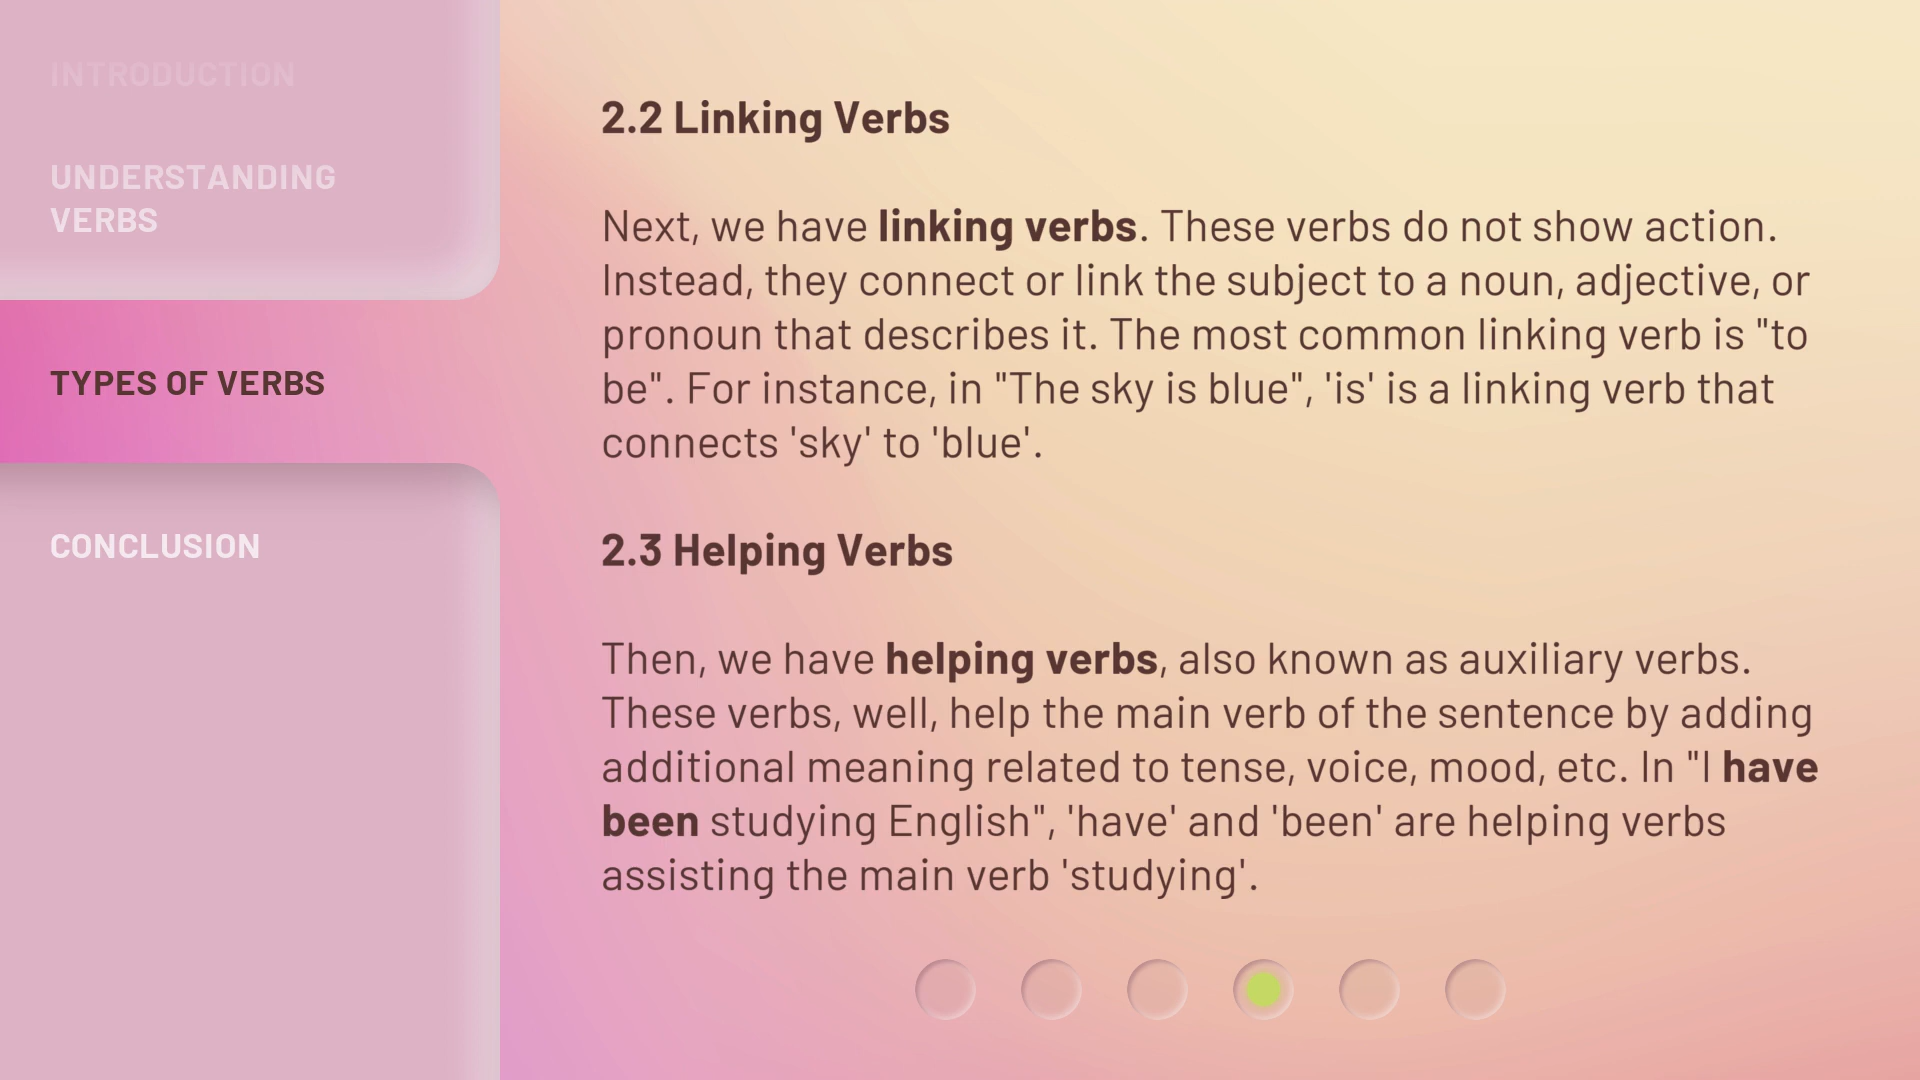 INTRODUCTION
UNDERSTANDING
VERBS
TYPES OF VERBS
CONCLUSION
2.2 Linking Verbs
Next, we have linking verbs. These verbs do not show action.
Instead, they connect or link the subject to a noun, adjective, or
pronoun that describes it. The most common linking verb is "to
be". For instance, in "The sky is blue", 'is' is a linking verb that
connects 'sky' to 'blue'.
2.3 Helping Verbs
Then, we have helping verbs, also known as auxiliary verbs.
These verbs, well, help the main verb of the sentence by adding
additional meaning related to tense, voice, mood, etc. In "I have
been studying English", 'have' and 'been' are helping verbs
assisting the main verb 'studying'.